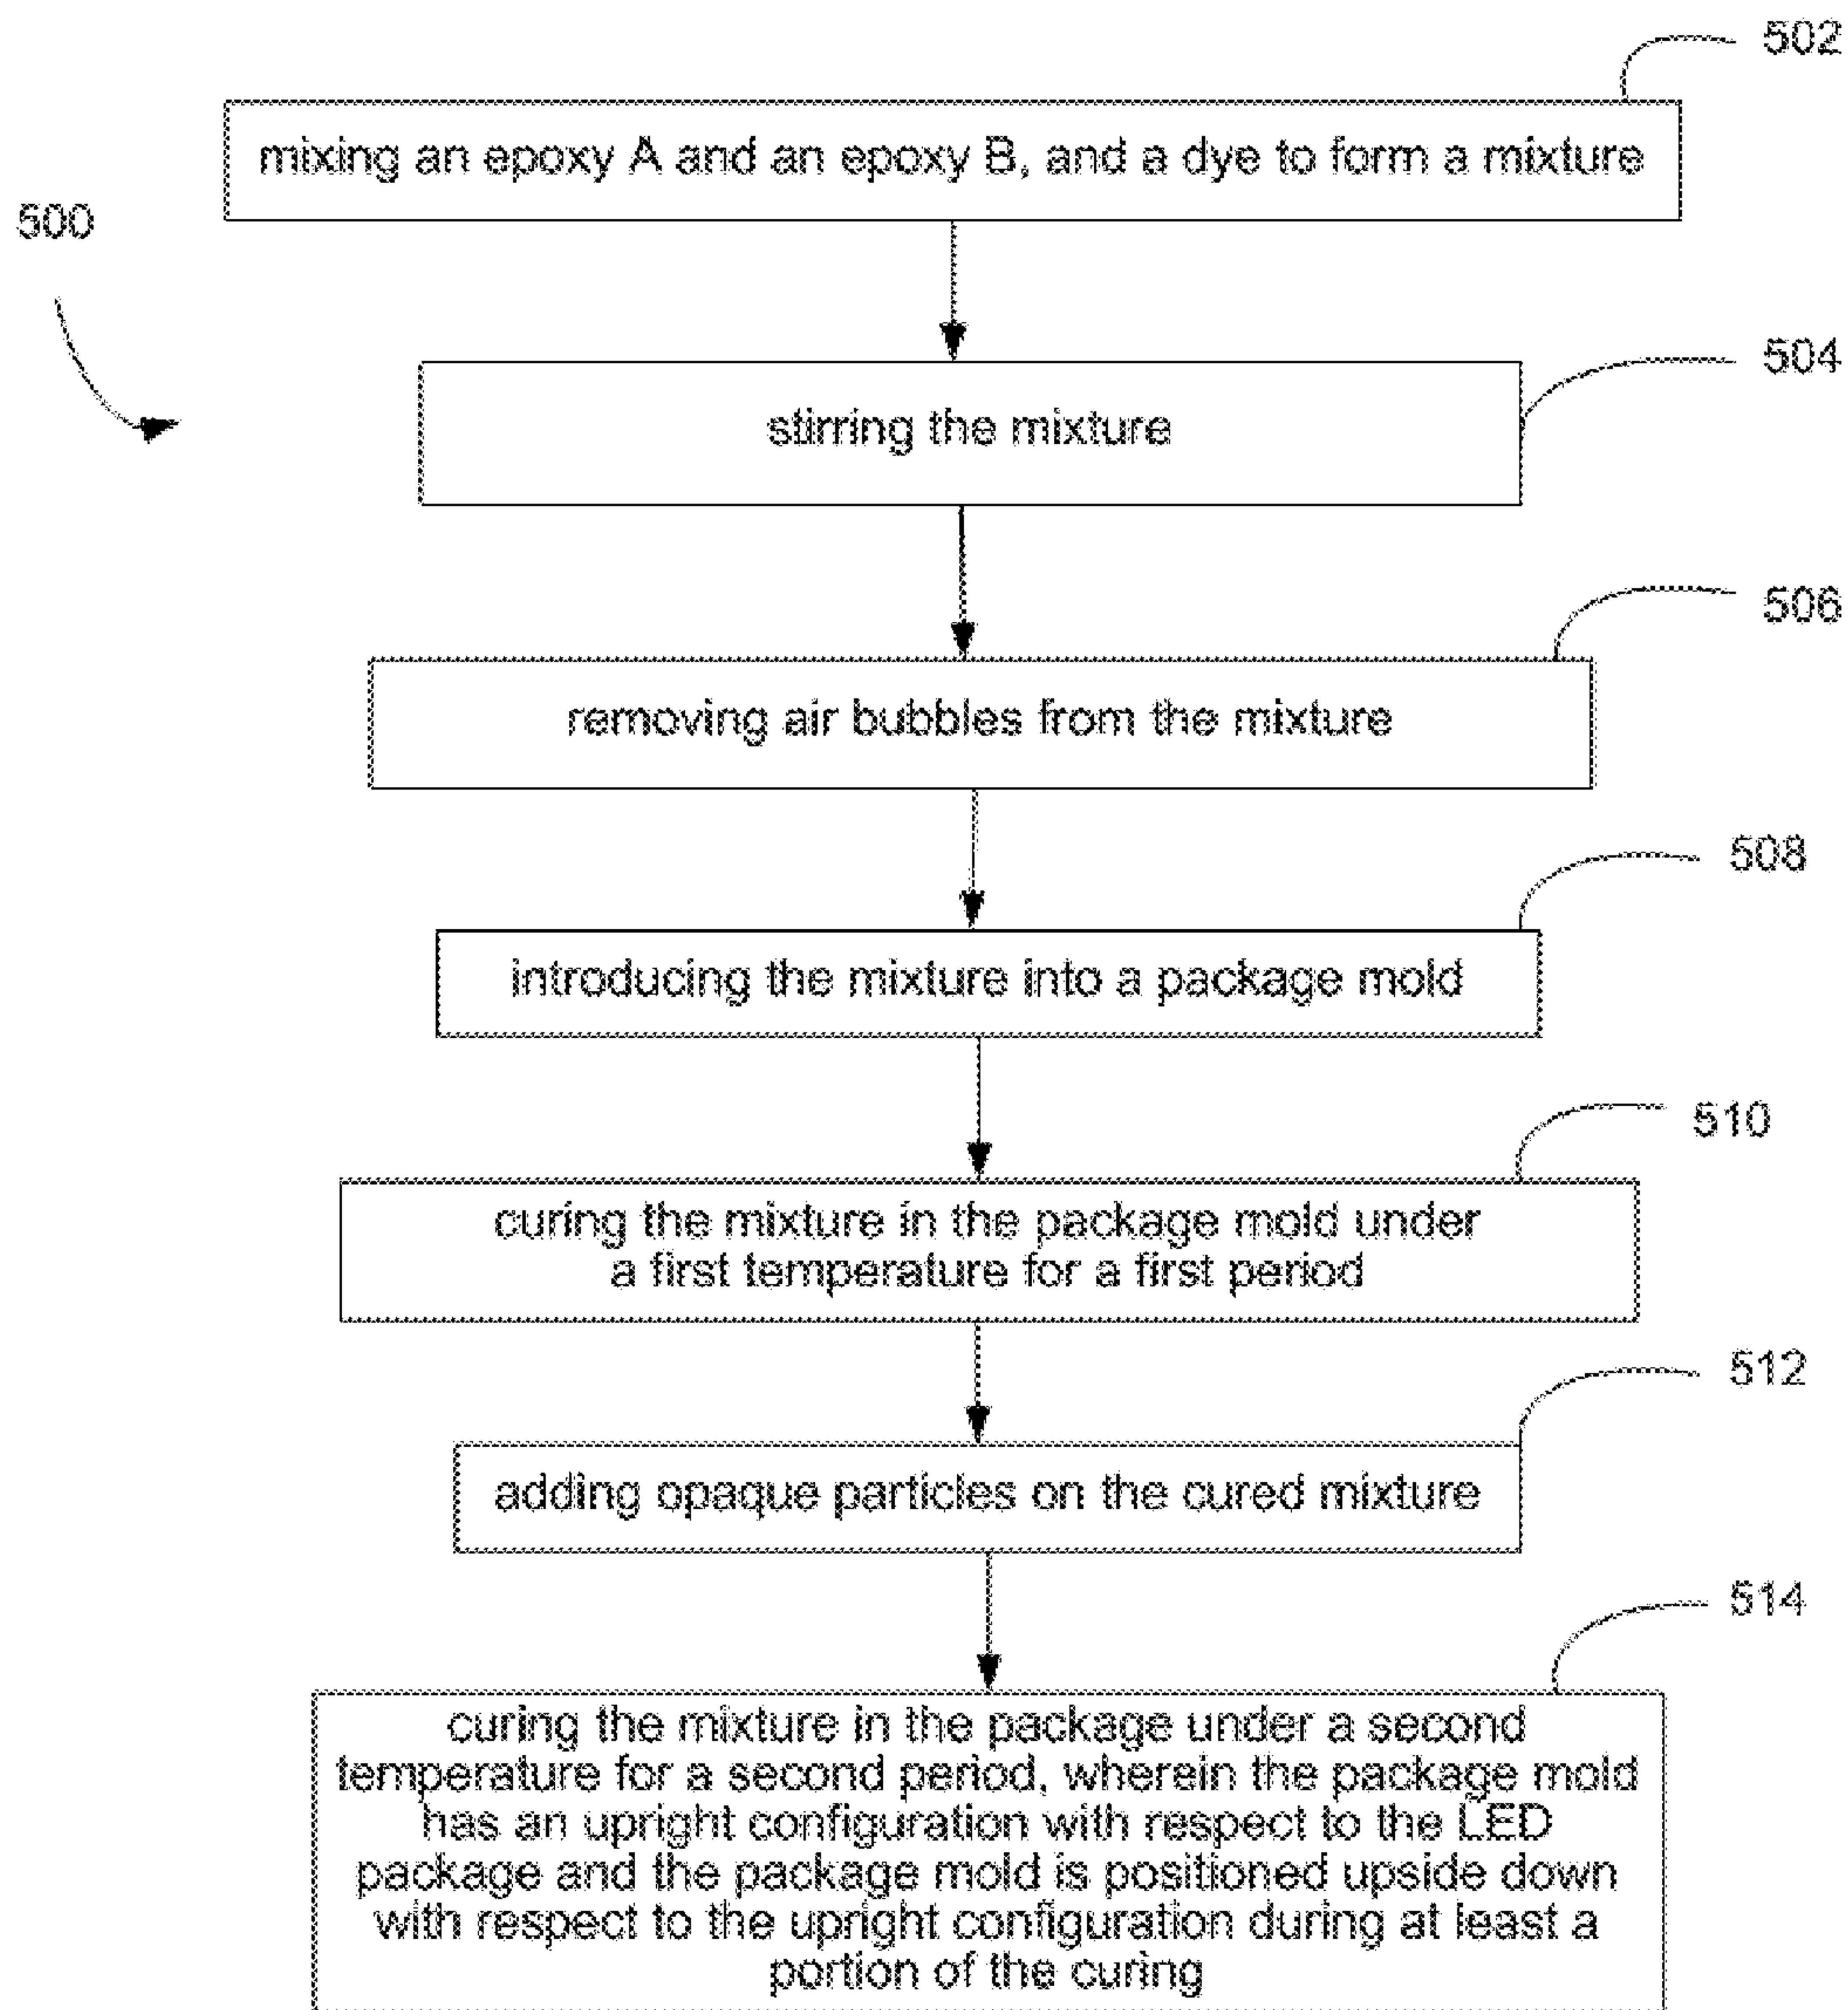 502
mixing an epoxy A and an epoxy B, and a dye to form a mixture
500
504
stirring the mixture
506
removing air bubbles from the mixture
508
introducing the mixture into a package mold
510
curing the mixture in the package mold under
a first temperature for a first period
512
adding opaque particles on the cured mixture
514
curing the mixture in the package under a second
temperature for a second period, wherein the package mold
has an upright configuration with respect to the LED
package and the package mold is positioned upside down
with respect to the upright configuration during at least a
portion of the curing